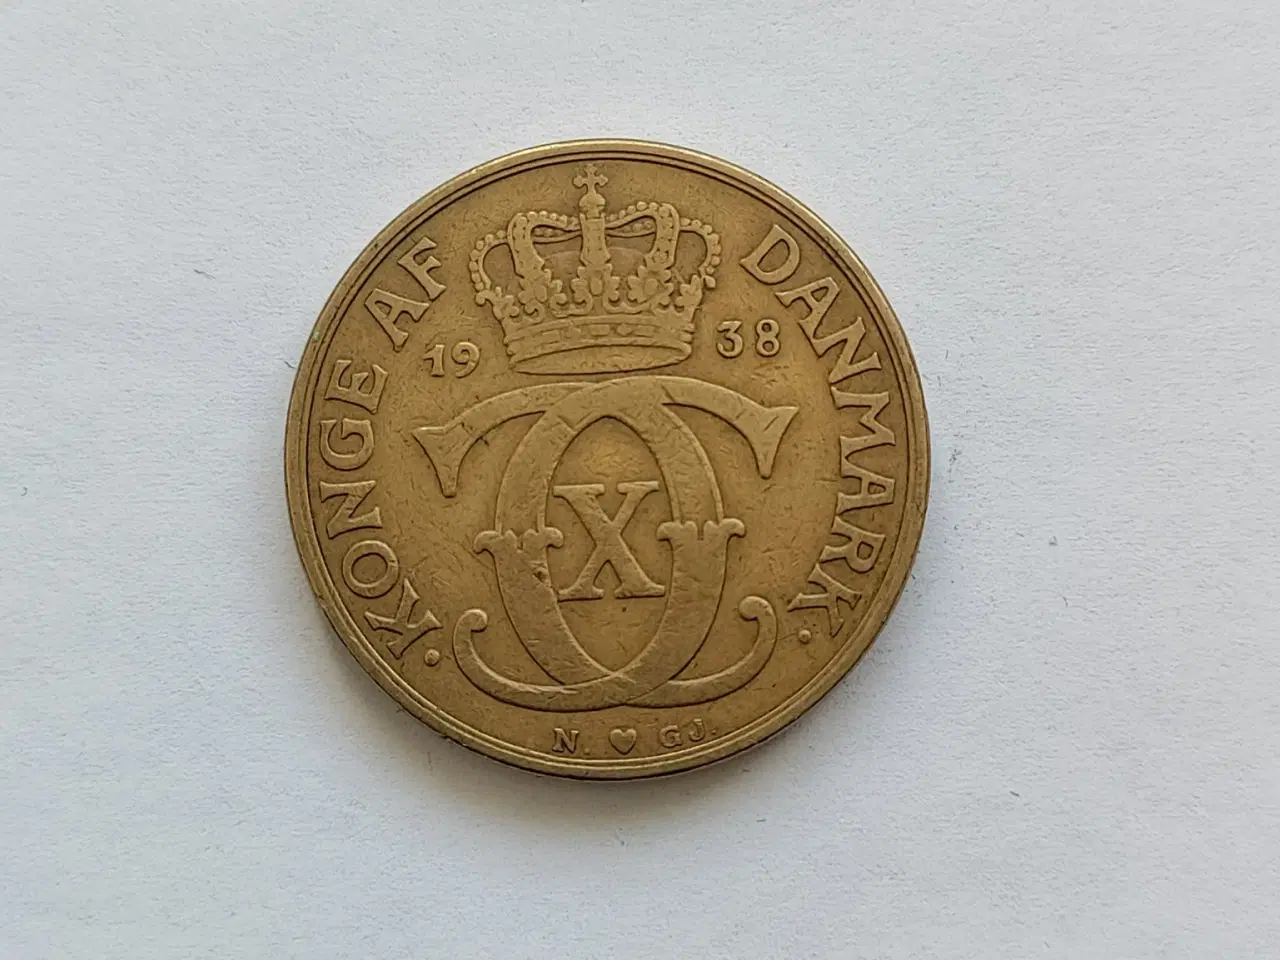 · KONGE AF DANMARK ·
19 38
X
N. ♥ GJ.